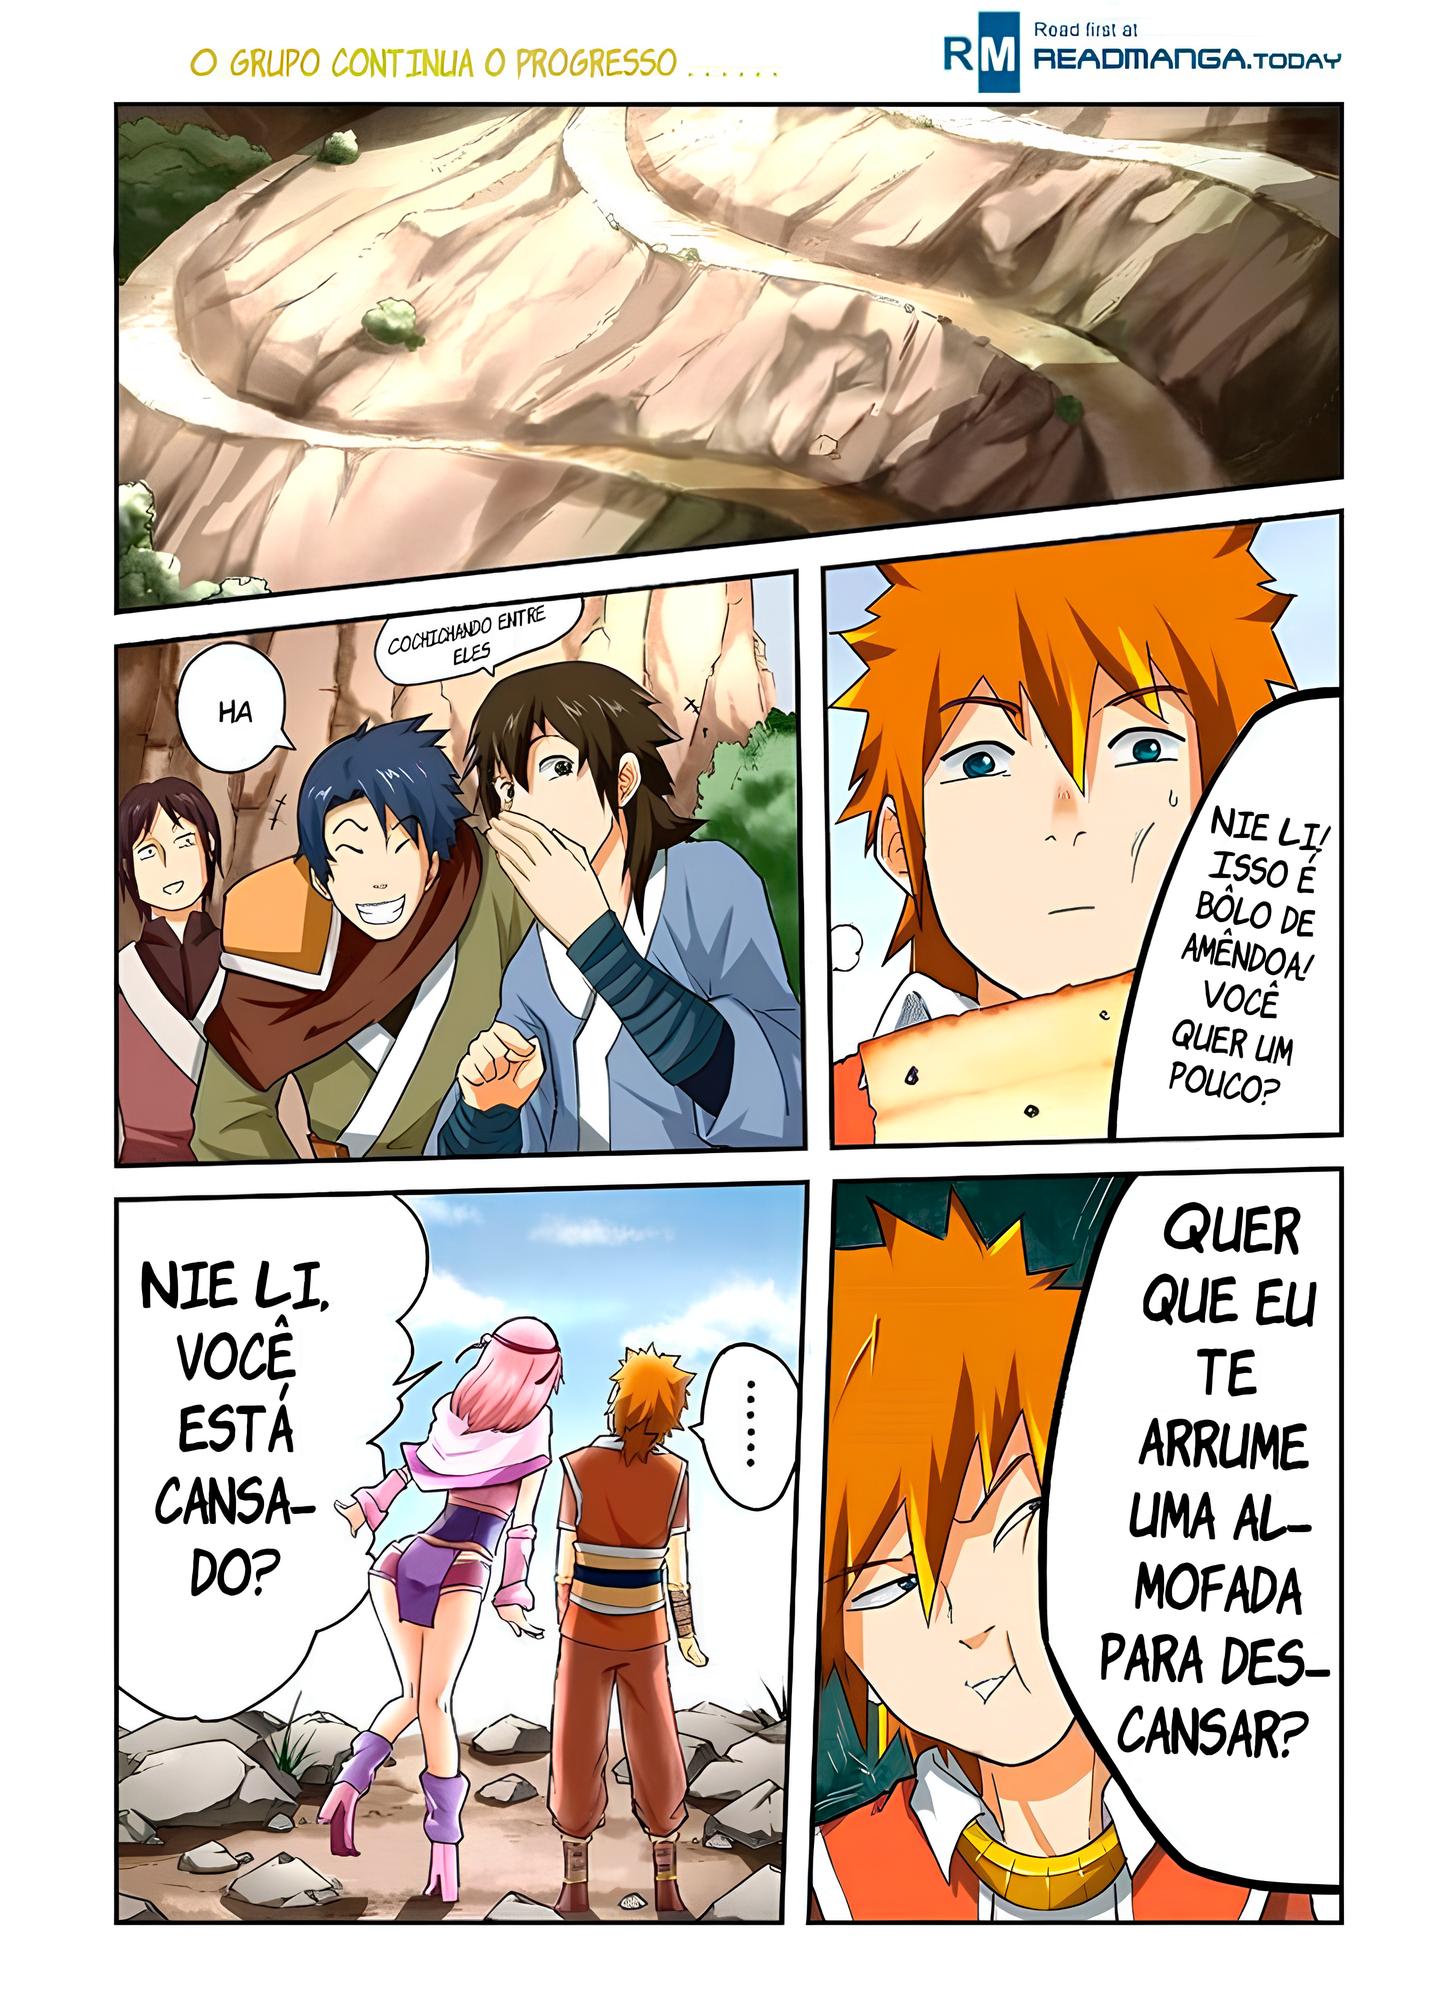 O GRUPO CONTINUA O PROGRESSO ......
Read first at
RM READMANGA.TODAY
COCHICHANDO ENTRE
ELES
HA
NIE LI!
ISSO É
BÔLO DE
AMÊNDOA!
VOCÊ
QUER UM
POUCO?
NIE LI,
VOCÊ
ESTÁ
CANSA-
DO?
......
QUER
QUE EU
TE
ARRUME
UMA AL-
MOFADA
PARA DES-
CANSAR?